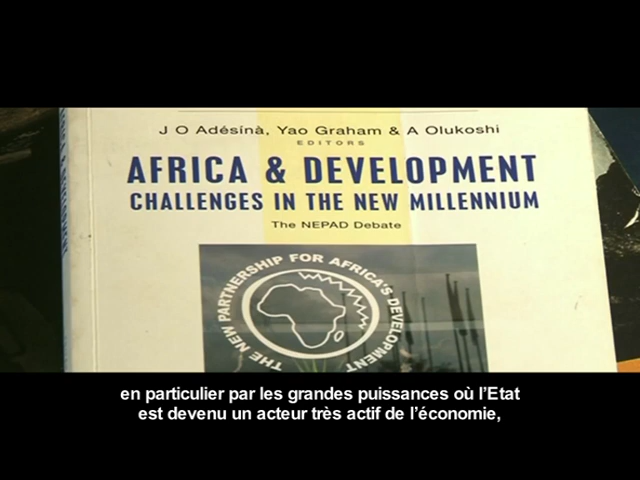 J O Adésínà, Yao Graham & A Olukoshi
EDITORS
AFRICA & DEVELOPMENT
CHALLENGES IN THE NEW MILLENNIUM
The NEPAD Debate
THE NEW PARTNERSHIP FOR AFRICA'S DEVELOPMENT
en particulier par les grandes puissances où l'Etat
est devenu un acteur très actif de l'économie,